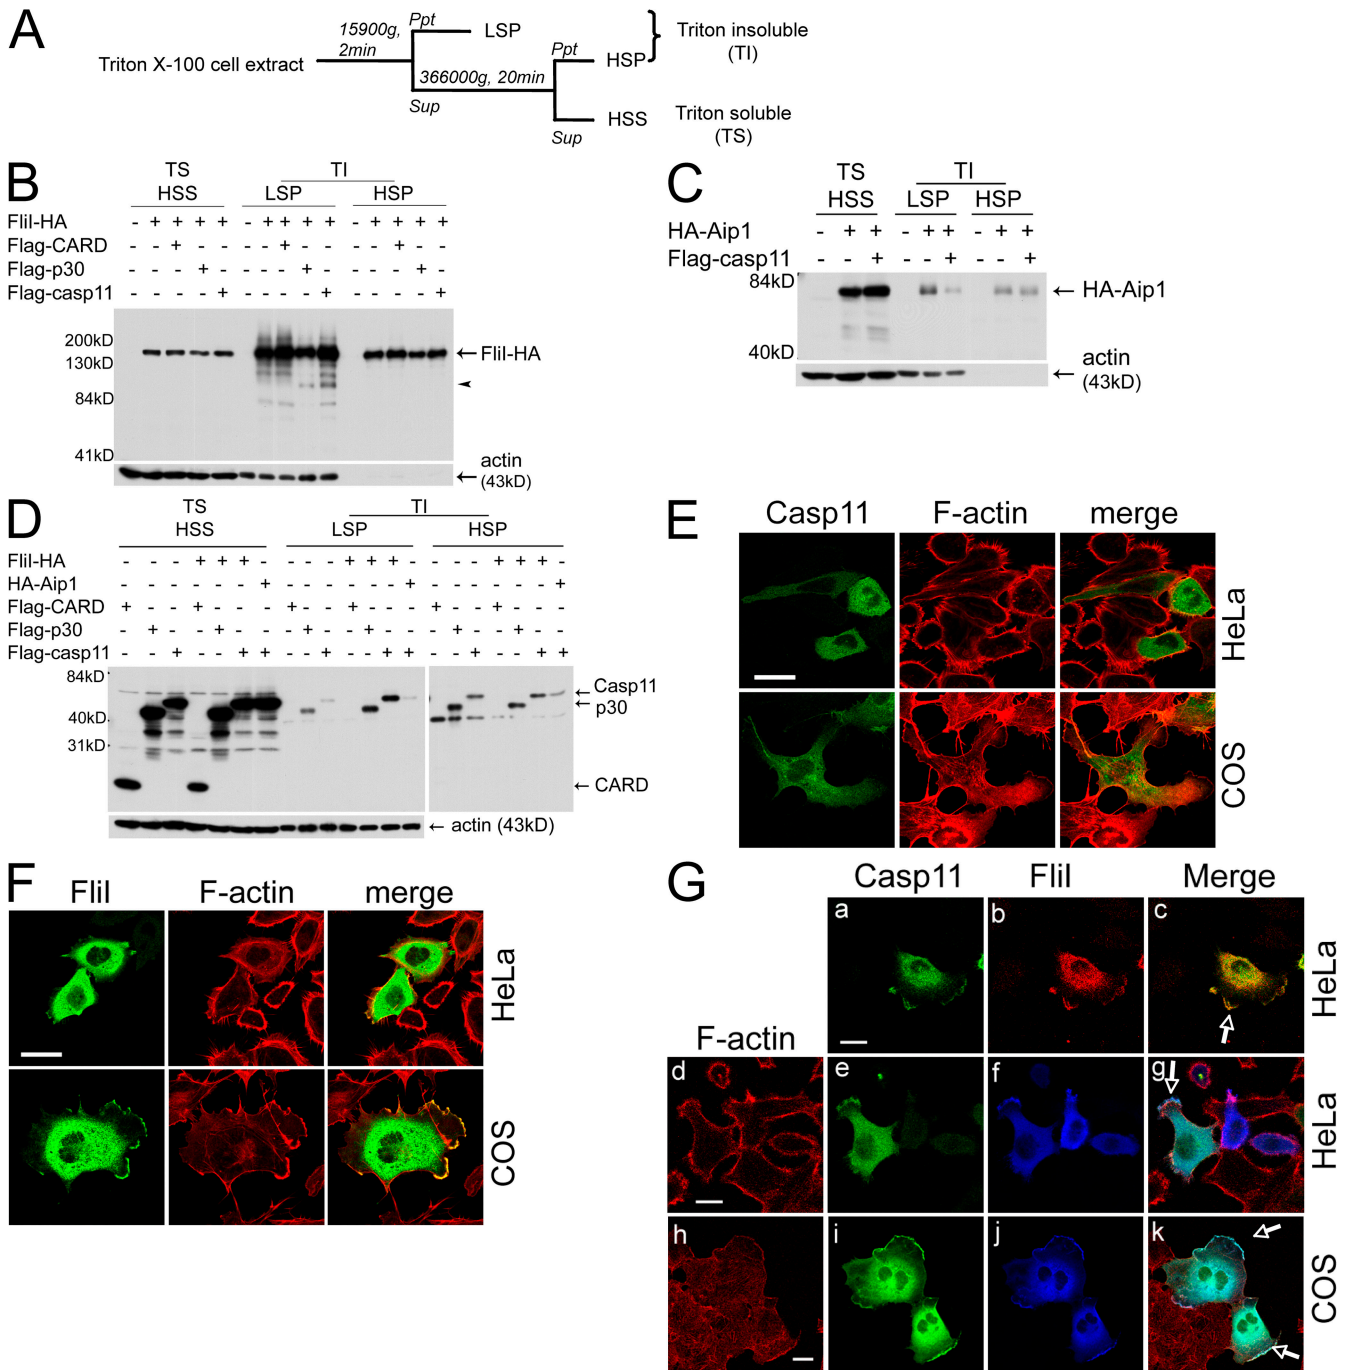 A
15900g, 2min
Ppt
LSP
Triton X-100 cell extract
366000g, 20min
Sup
Ppt
HSP
Sup
HSS
Triton insoluble (TI)
Triton soluble (TS)
B
TS TI
HSS LSP HSP
FliI-HA - + + + + - + + + + - + + + +
Flag-CARD - - + - - - - + - - - - + - -
Flag-p30 - - - + - - - - + - - - - + -
Flag-casp11 - - - - + - - - - + - - - - +
200kD
130kD
84kD
41kD
← FliI-HA
← actin (43kD)
C
TS TI
HSS LSP HSP
HA-Aip1 - + + - + + - + +
Flag-casp11 - - + - - + - - +
84kD
40kD
← HA-Aip1
← actin (43kD)
D
TS TI
HSS LSP HSP
FliI-HA - - - + + + - - - - + + + - - - - + + + -
HA-Aip1 - - - - - - + - - - - - - + - - - - - - +
Flag-CARD + - - + - - - + - - + - - - + - - + - - -
Flag-p30 - + - - + - - - + - - + - - - + - - + - -
Flag-casp11 - - + - - + + - - + - - + + - - + - - + +
84kD
40kD
31kD
← Casp11
← p30
← CARD
← actin (43kD)
E
Casp11 F-actin merge
HeLa
COS
F
FliI F-actin merge
HeLa
COS
G
Casp11 FliI Merge
a b c
HeLa
F-actin
d e f g
HeLa
h i j k
COS